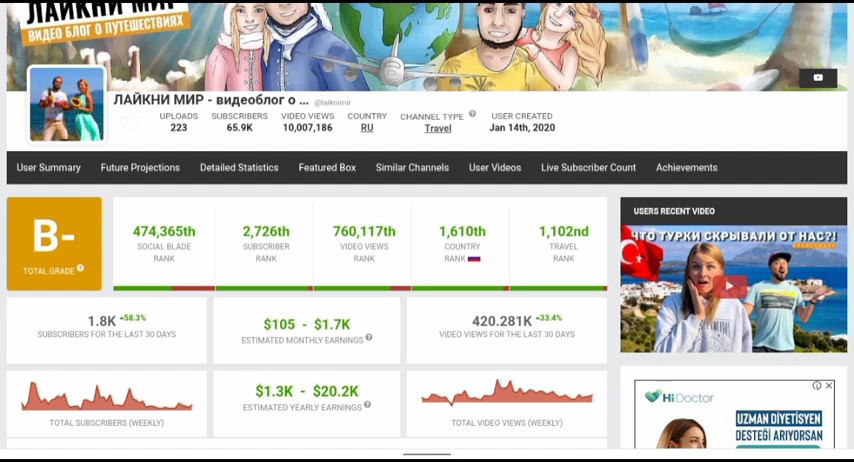 ЛАЙКНИ МИР
ВИДЕО БЛОГ О ПУТЕШЕСТВИЯХ
ЛАЙКНИ МИР - видеоблог о ... @laiknimir
UPLOADS
223
SUBSCRIBERS
65.9K
VIDEO VIEWS
10,007,186
COUNTRY
RU
CHANNEL TYPE ?
Travel
USER CREATED
Jan 14th, 2020
User Summary Future Projections Detailed Statistics Featured Box Similar Channels User Videos Live Subscriber Count Achievements
B-
TOTAL GRADE ?
474,365th
SOCIAL BLADE
RANK
2,726th
SUBSCRIBER
RANK
760,117th
VIDEO VIEWS
RANK
1,610th
COUNTRY
RANK
1,102nd
TRAVEL
RANK
USERS RECENT VIDEO
ЧТО ТУРКИ СКРЫВАЛИ ОТ НАС?!
1.8K +58.3%
SUBSCRIBERS FOR THE LAST 30 DAYS
$105 - $1.7K
ESTIMATED MONTHLY EARNINGS ?
420.281K +33.4%
VIDEO VIEWS FOR THE LAST 30 DAYS
TOTAL SUBSCRIBERS (WEEKLY)
$1.3K - $20.2K
ESTIMATED YEARLY EARNINGS ?
TOTAL VIDEO VIEWS (WEEKLY)
Hi Doctor
UZMAN DİYETİSYEN
DESTEĞİ ARIYORSAN